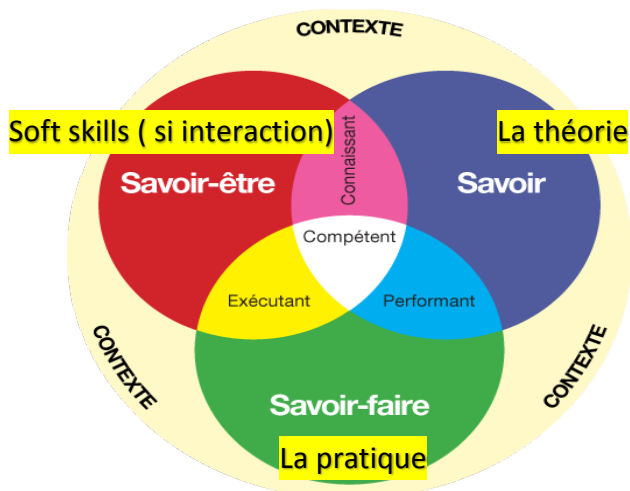 CONTEXTE
Soft skills ( si interaction)
La théorie
Connaissant
Savoir-être
Savoir
Compétent
Exécutant
Performant
CONTEXTE
CONTEXTE
Savoir-faire
La pratique